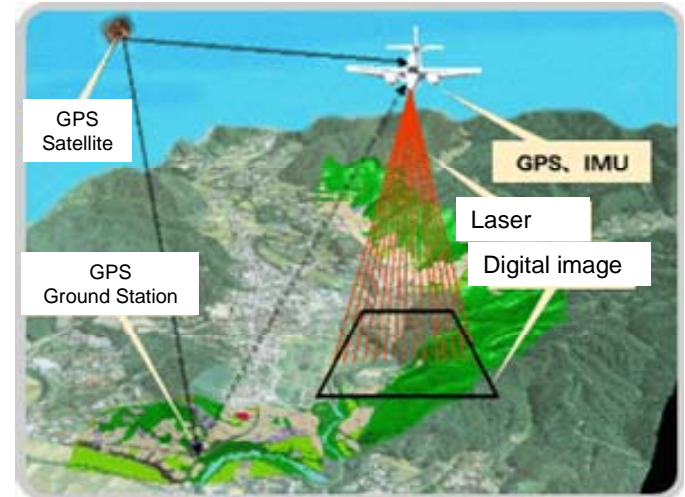 GPS
Satellite
GPS、IMU
Laser
Digital image
GPS
Ground Station